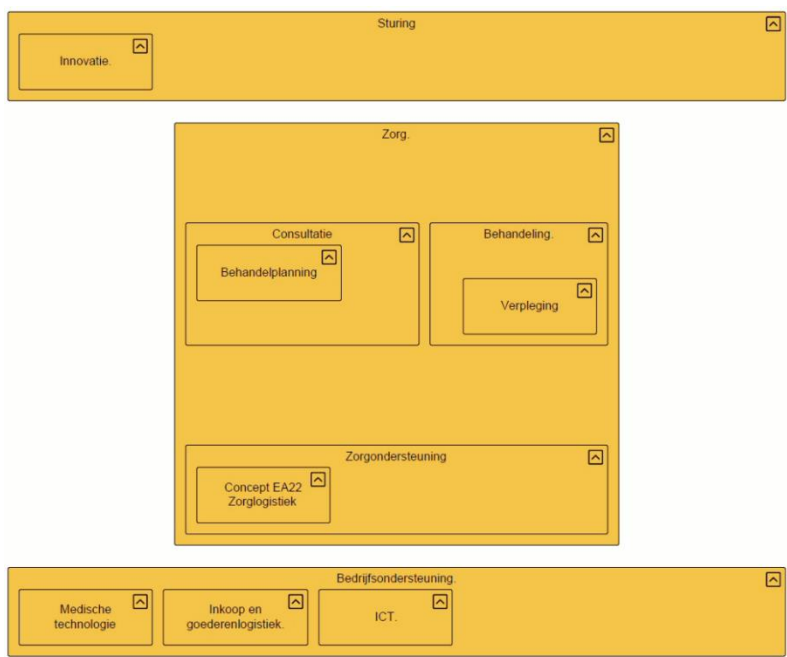 Sturing
Innovatie.
Zorg.
Consultatie
Behandelplanning
Behandeling.
Verpleging
Zorgondersteuning
Concept EA22
Zorglogistiek
Bedrijfsondersteuning.
Medische
technologie
Inkoop en
goederenlogistiek.
ICT.